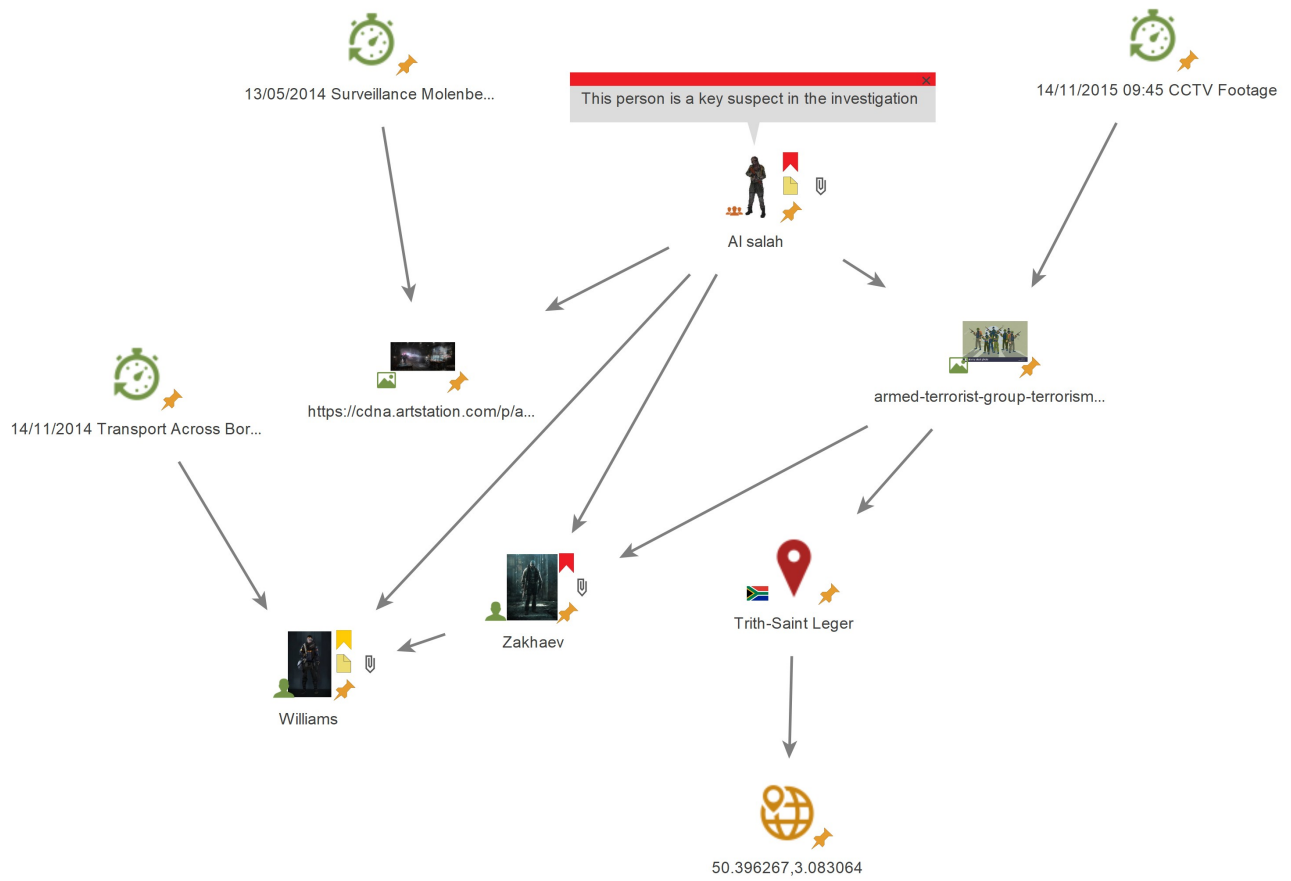 13/05/2014 Surveillance Molenbe...
14/11/2015 09:45 CCTV Footage
This person is a key suspect in the investigation
Al salah
https://cdna.artstation.com/p/a...
armed-terrorist-group-terrorism...
14/11/2014 Transport Across Bor...
Zakhaev
Trith-Saint Leger
Williams
50.396267,3.083064